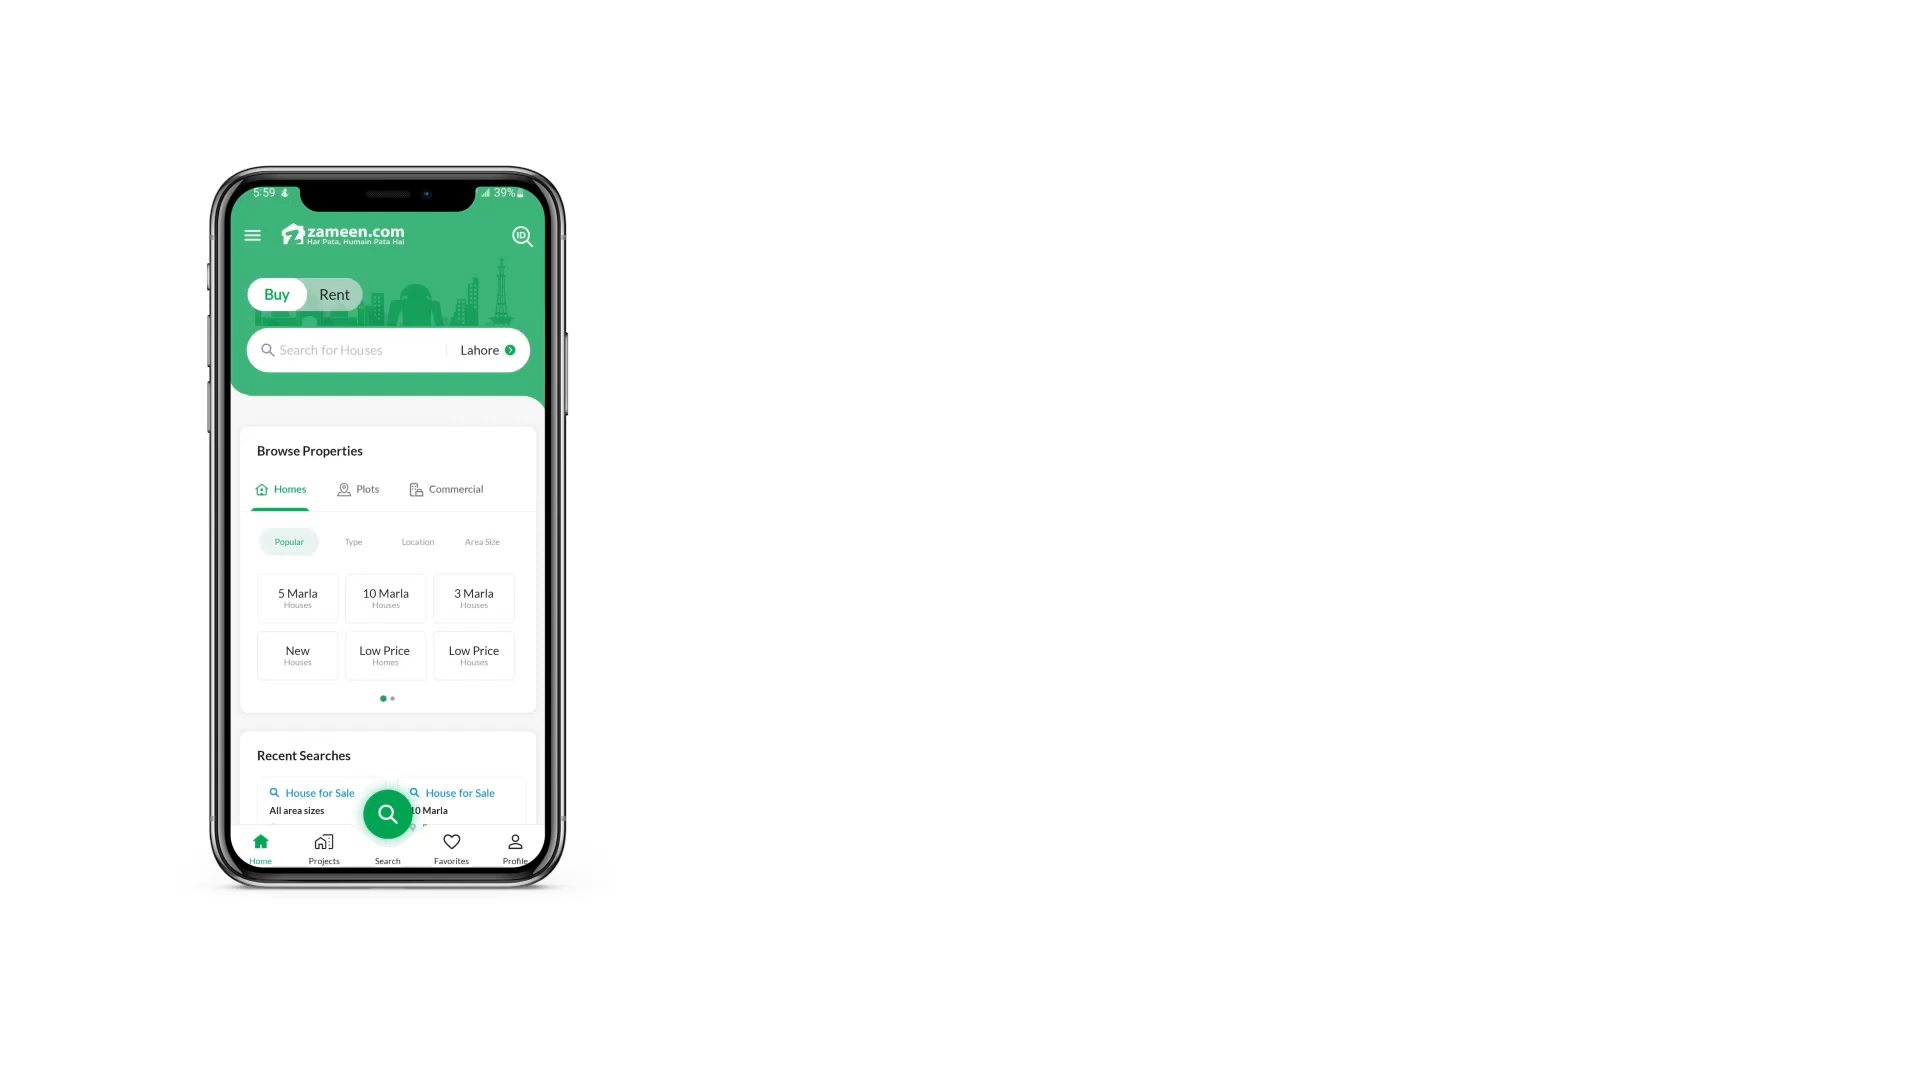 5:59
39%
zameen.com
Har Pata, Humain Pata Hai
ID
Buy Rent
Search for Houses Lahore
Browse Properties
Homes Plots Commercial
Popular Type Location Area Size
5 Marla 10 Marla 3 Marla
Houses Houses Houses
New Low Price Low Price
Houses Homes Houses
Recent Searches
House for Sale House for Sale
All area sizes 10 Marla
Home Projects Search Favorites Profile